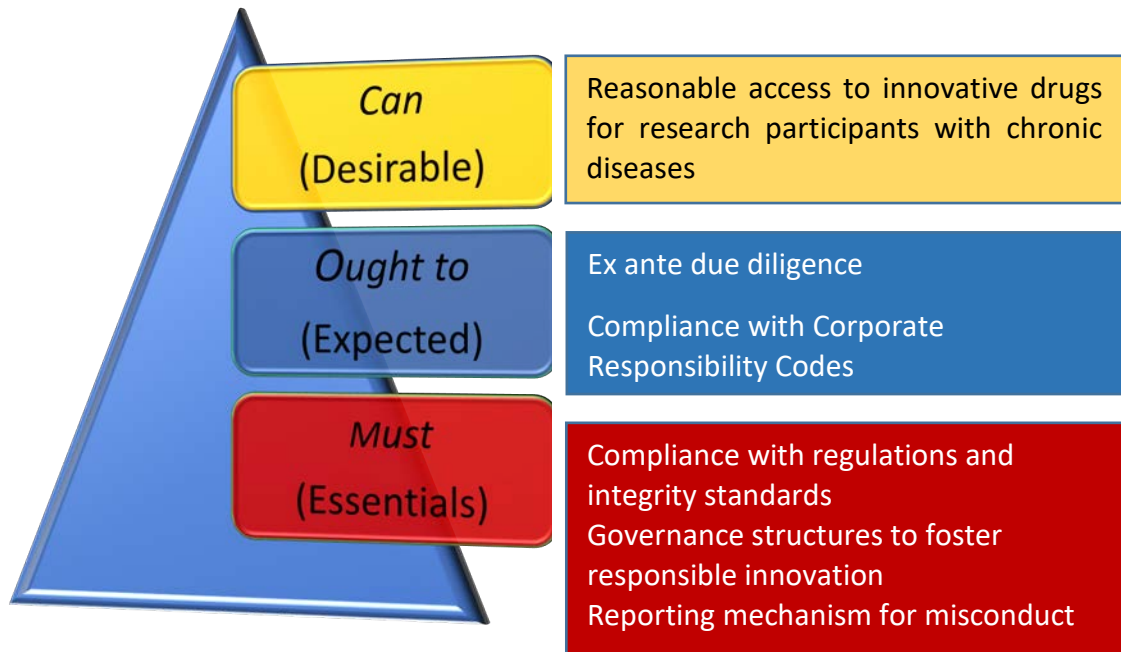 Can
(Desirable)
Reasonable access to innovative drugs
for research participants with chronic
diseases
Ought to
(Expected)
Ex ante due diligence
Compliance with Corporate
Responsibility Codes
Must
(Essentials)
Compliance with regulations and
integrity standards
Governance structures to foster
responsible innovation
Reporting mechanism for misconduct